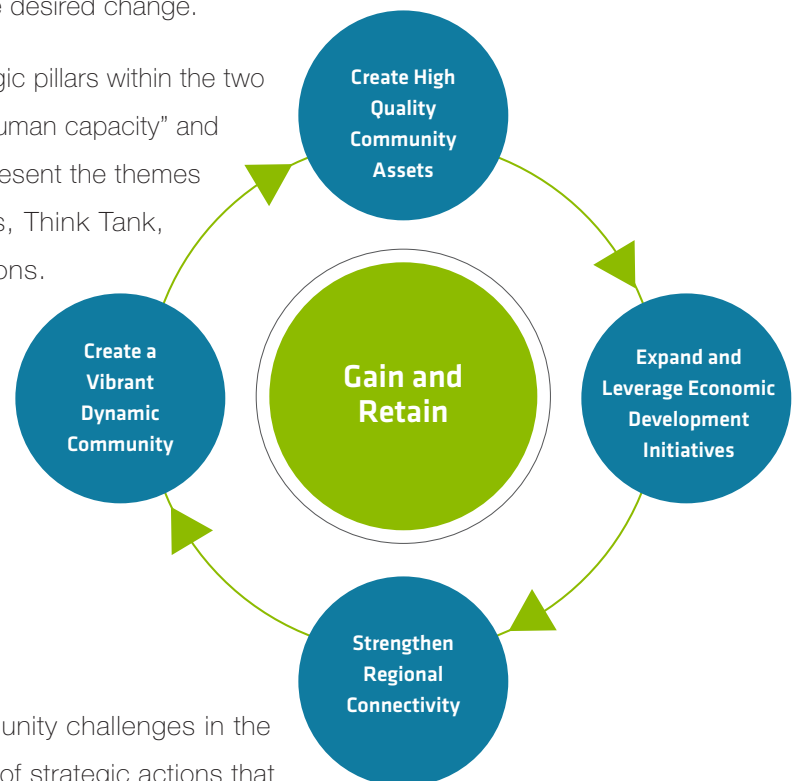 desired change.
gic pillars within the two
uman capacity” and
resent the themes
s, Think Tank,
ons.
Create High
Quality
Community
Assets
Expand and
Leverage Economic
Development
Initiatives
Strengthen
Regional
Connectivity
Create a
Vibrant
Dynamic
Community
Gain and
Retain
unity challenges in the
of strategic actions that